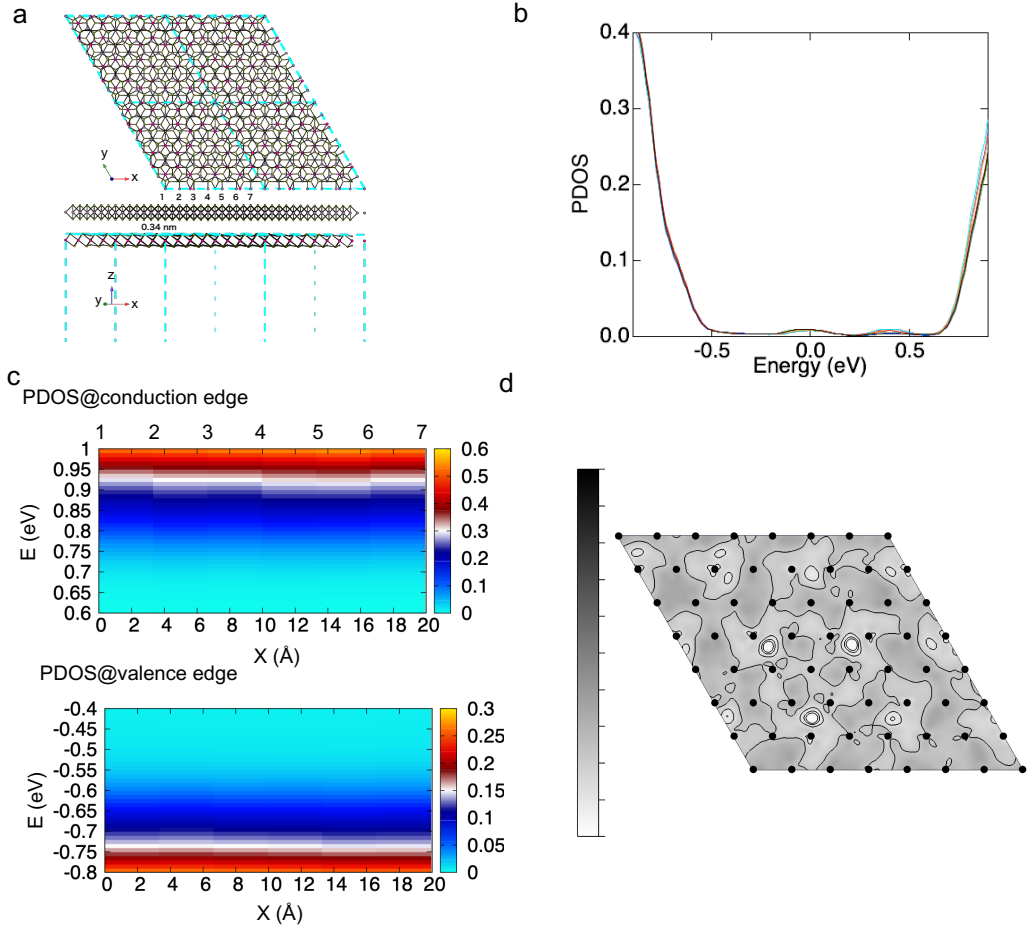 a
y
x
1 2 3 4 5 6 7
0.34 nm
z
y x
b
0.4
0.3
0.2
0.1
0.0
PDOS
-0.5 0.0 0.5
Energy (eV)
c
PDOS@conduction edge
1 2 3 4 5 6 7
1
0.95
0.9
0.85
0.8
0.75
0.7
0.65
0.6
E (eV)
0 2 4 6 8 10 12 14 16 18 20
X (Å)
0.6
0.5
0.4
0.3
0.2
0.1
0
PDOS@valence edge
-0.4
-0.45
-0.5
-0.55
-0.6
-0.65
-0.7
-0.75
-0.8
E (eV)
0 2 4 6 8 10 12 14 16 18 20
X (Å)
0.3
0.25
0.2
0.15
0.1
0.05
0
d